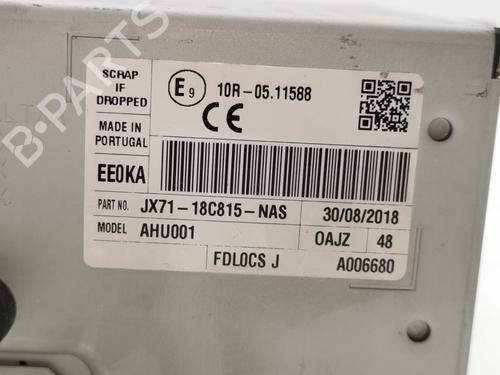 B-PARTS
SCRAP IF DROPPED
E9 10R-05.11588
CE
MADE IN PORTUGAL
EE0KA
PART NO. JX71-18C815-NAS 30/08/2018
MODEL AHU001 OAJZ 48
FDLOCS J A006680